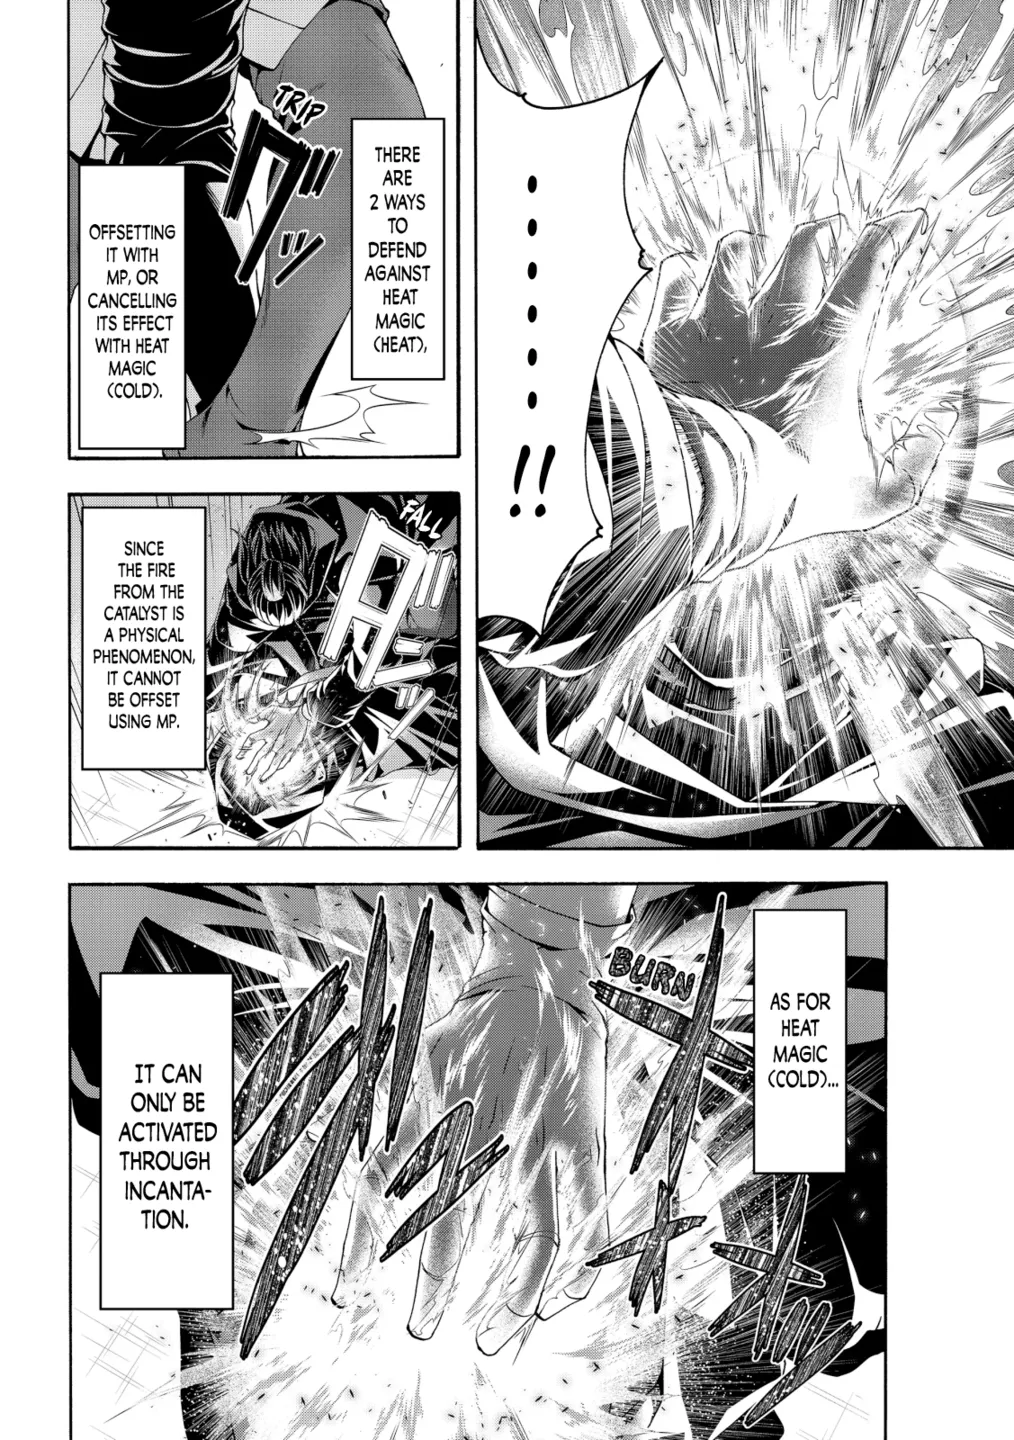 ・・・・・・!!
THERE
ARE
2 WAYS
TO
DEFEND
AGAINST
HEAT
MAGIC
(HEAT),
TRIP
ガッ
OFFSETTING
IT WITH
MP, OR
CANCELLING
ITS EFFECT
WITH HEAT
MAGIC
(COLD).
FALL
SINCE
THE FIRE
FROM THE
CATALYST IS
A PHYSICAL
PHENOMENON,
IT CANNOT
BE OFFSET
USING MP.
AS FOR
HEAT
MAGIC
(COLD)...
BURN
IT CAN
ONLY BE
ACTIVATED
THROUGH
INCANTA-
TION.